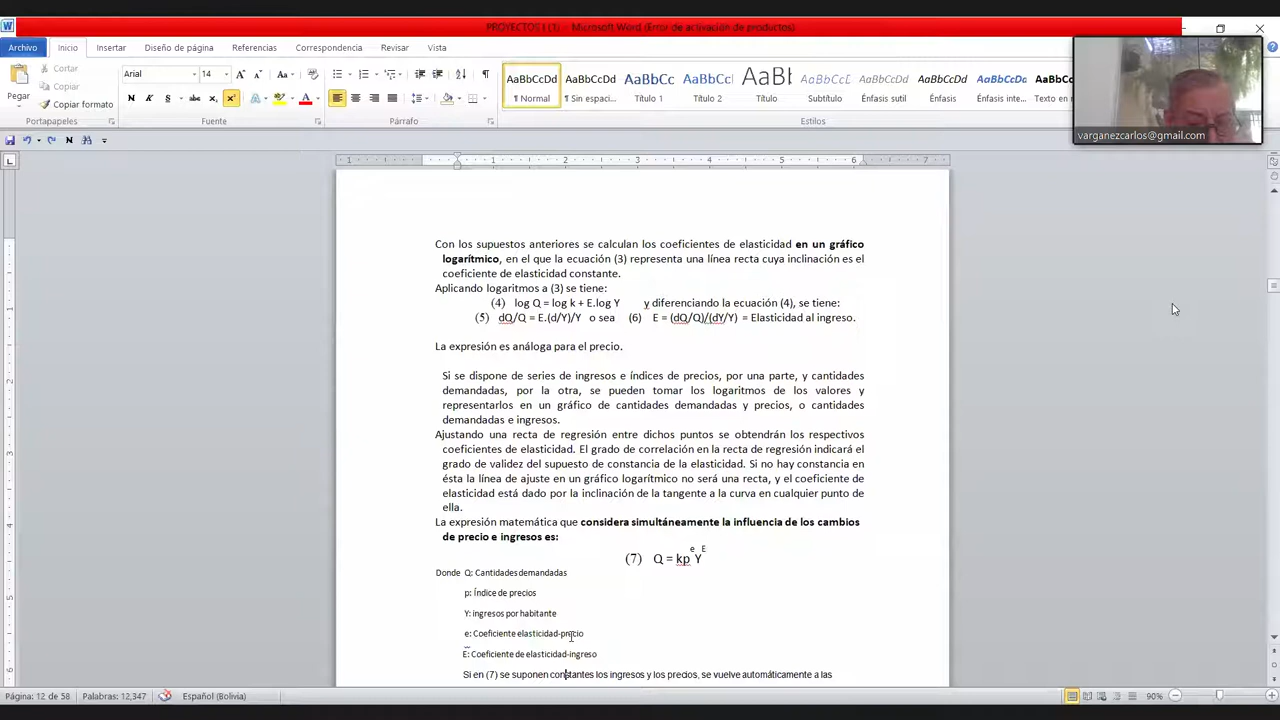 PROYECTOS I (1) - Microsoft Word (Error de activación de productos)
Archivo Inicio Insertar Diseño de página Referencias Correspondencia Revisar Vista
Cortar
Copiar
Copiar formato
Pegar
Portapapeles
Arial 14
Fuente
Párrafo
AaBbCcDd AaBbCcDd AaBbCc AaBbCc AaBb AaBbCcDd AaBbCcDd AaBbCcDd AaBbCc
¶ Normal ¶ Sin espaci... Título 1 Título 2 Título Subtítulo Énfasis sutil Énfasis Énfasis inte... Texto en n
Estilos
varganezcarlos@gmail.com
Con los supuestos anteriores se calculan los coeficientes de elasticidad en un gráfico
logarítmico, en el que la ecuación (3) representa una línea recta cuya inclinación es el
coeficiente de elasticidad constante.
Aplicando logaritmos a (3) se tiene:
(4) log Q = log k + E.log Y y diferenciando la ecuación (4), se tiene:
(5) dQ/Q = E.(d/Y)/Y o sea (6) E = (dQ/Q)/(dY/Y) = Elasticidad al ingreso.
La expresión es análoga para el precio.
Si se dispone de series de ingresos e índices de precios, por una parte, y cantidades
demandadas, por la otra, se pueden tomar los logaritmos de los valores y
representarlos en un gráfico de cantidades demandadas y precios, o cantidades
demandadas e ingresos.
Ajustando una recta de regresión entre dichos puntos se obtendrán los respectivos
coeficientes de elasticidad. El grado de correlación en la recta de regresión indicará el
grado de validez del supuesto de constancia de la elasticidad. Si no hay constancia en
ésta la línea de ajuste en un gráfico logarítmico no será una recta, y el coeficiente de
elasticidad está dado por la inclinación de la tangente a la curva en cualquier punto de
ella.
La expresión matemática que considera simultáneamente la influencia de los cambios
de precio e ingresos es:
(7) Q = kp^e Y^E
Donde Q: Cantidades demandadas
p: Índice de precios
Y: ingresos por habitante
e: Coeficiente elasticidad-precio
E: Coeficiente de elasticidad-ingreso
Si en (7) se suponen constantes los ingresos y los precios, se vuelve automáticamente a las
Página: 12 de 58 Palabras: 12,347 Español (Bolivia) 90%